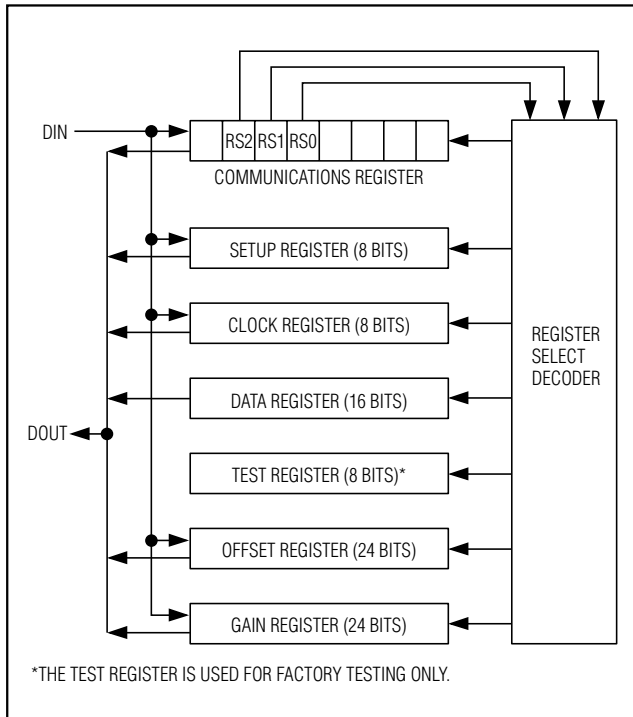 DIN
RS2 RS1 RS0
COMMUNICATIONS REGISTER
SETUP REGISTER (8 BITS)
CLOCK REGISTER (8 BITS)
REGISTER
SELECT
DECODER
DATA REGISTER (16 BITS)
DOUT
TEST REGISTER (8 BITS)*
OFFSET REGISTER (24 BITS)
GAIN REGISTER (24 BITS)
*THE TEST REGISTER IS USED FOR FACTORY TESTING ONLY.